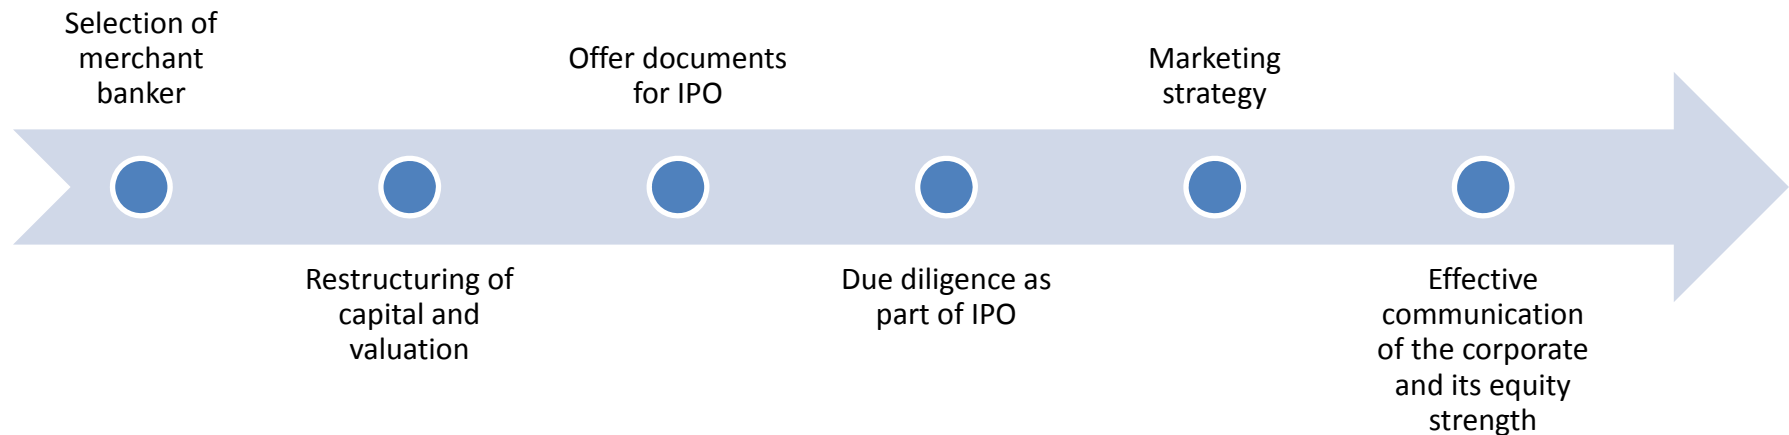 Selection of
merchant
banker
Restructuring of
capital and
valuation
Offer documents
for IPO
Due diligence as
part of IPO
Marketing
strategy
Effective
communication
of the corporate
and its equity
strength